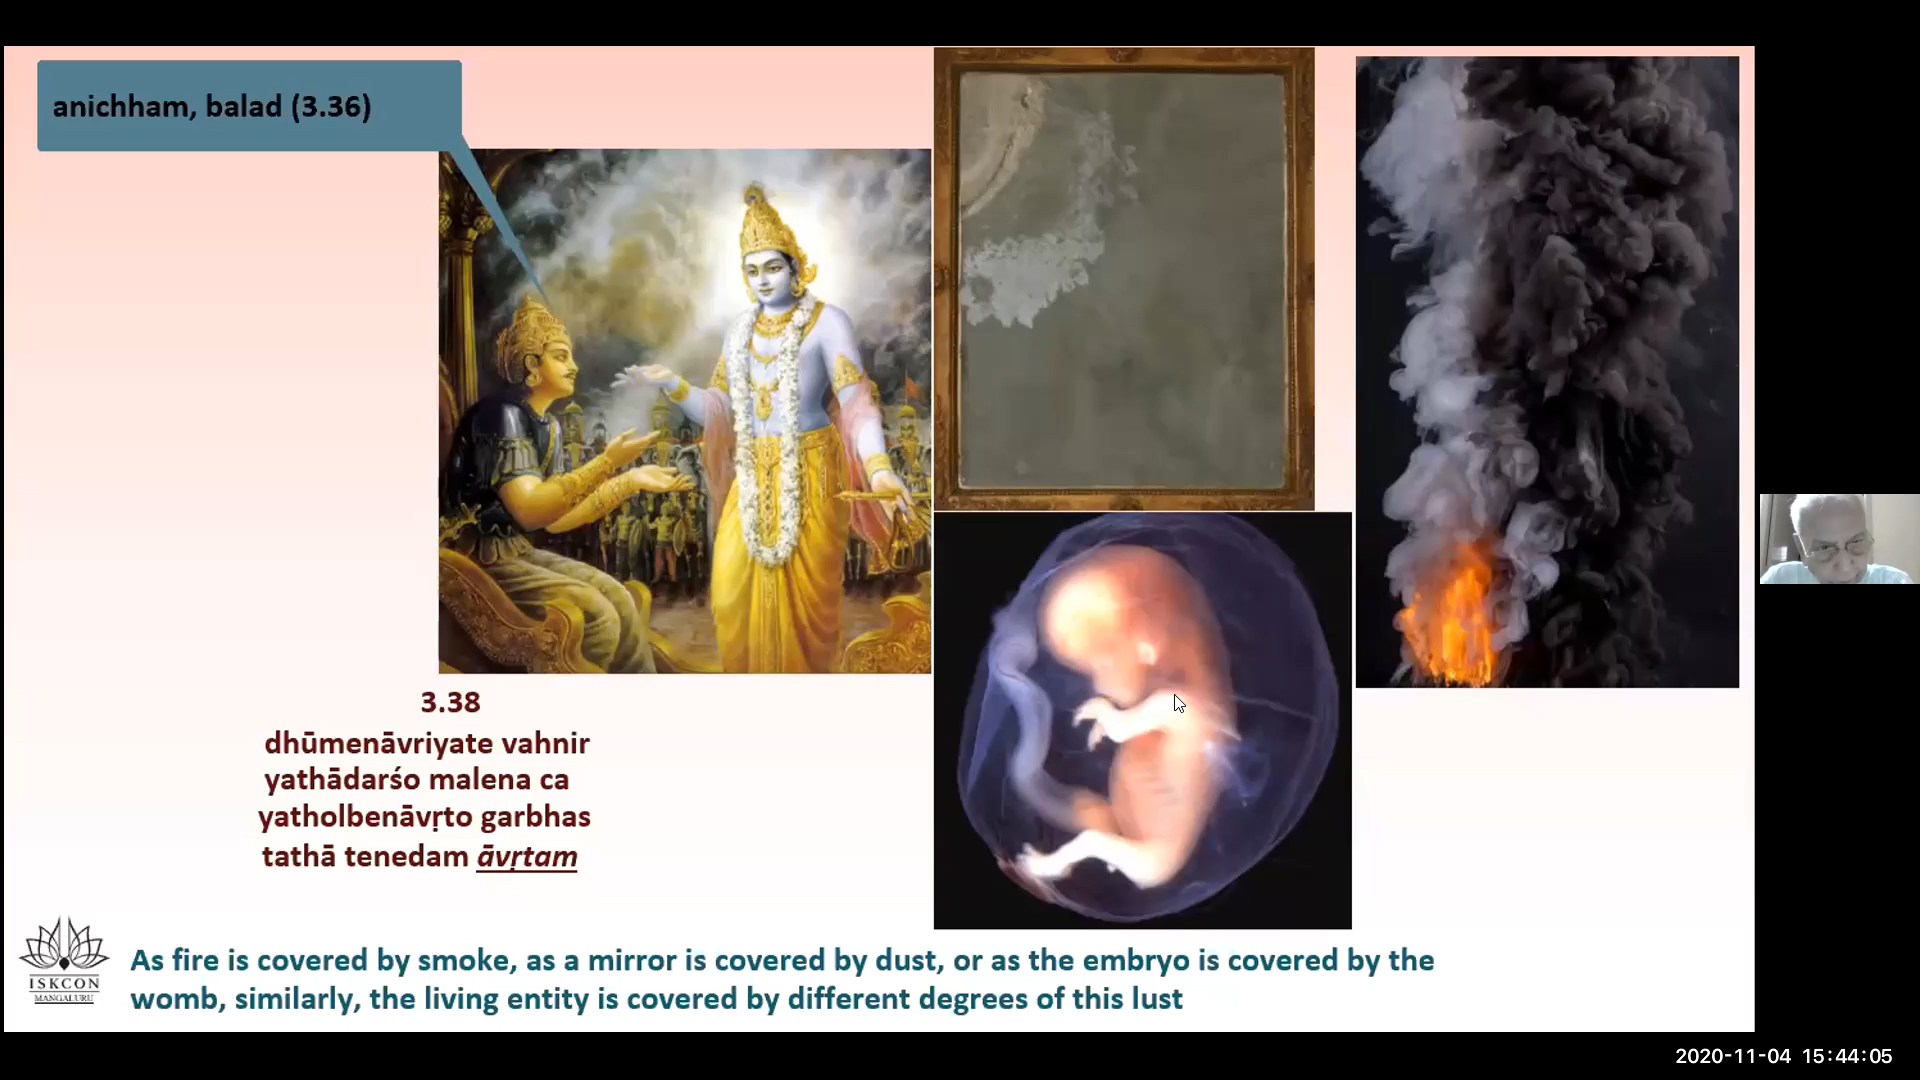 anichham, balad (3.36)
3.38
dhūmenāvriyate vahnir
yathādarśo malena ca
yatholbenāvṛto garbhas
tathā tenedam āvṛtam
ISKCON
MANGALURU
As fire is covered by smoke, as a mirror is covered by dust, or as the embryo is covered by the
womb, similarly, the living entity is covered by different degrees of this lust
2020-11-04 15:44:05